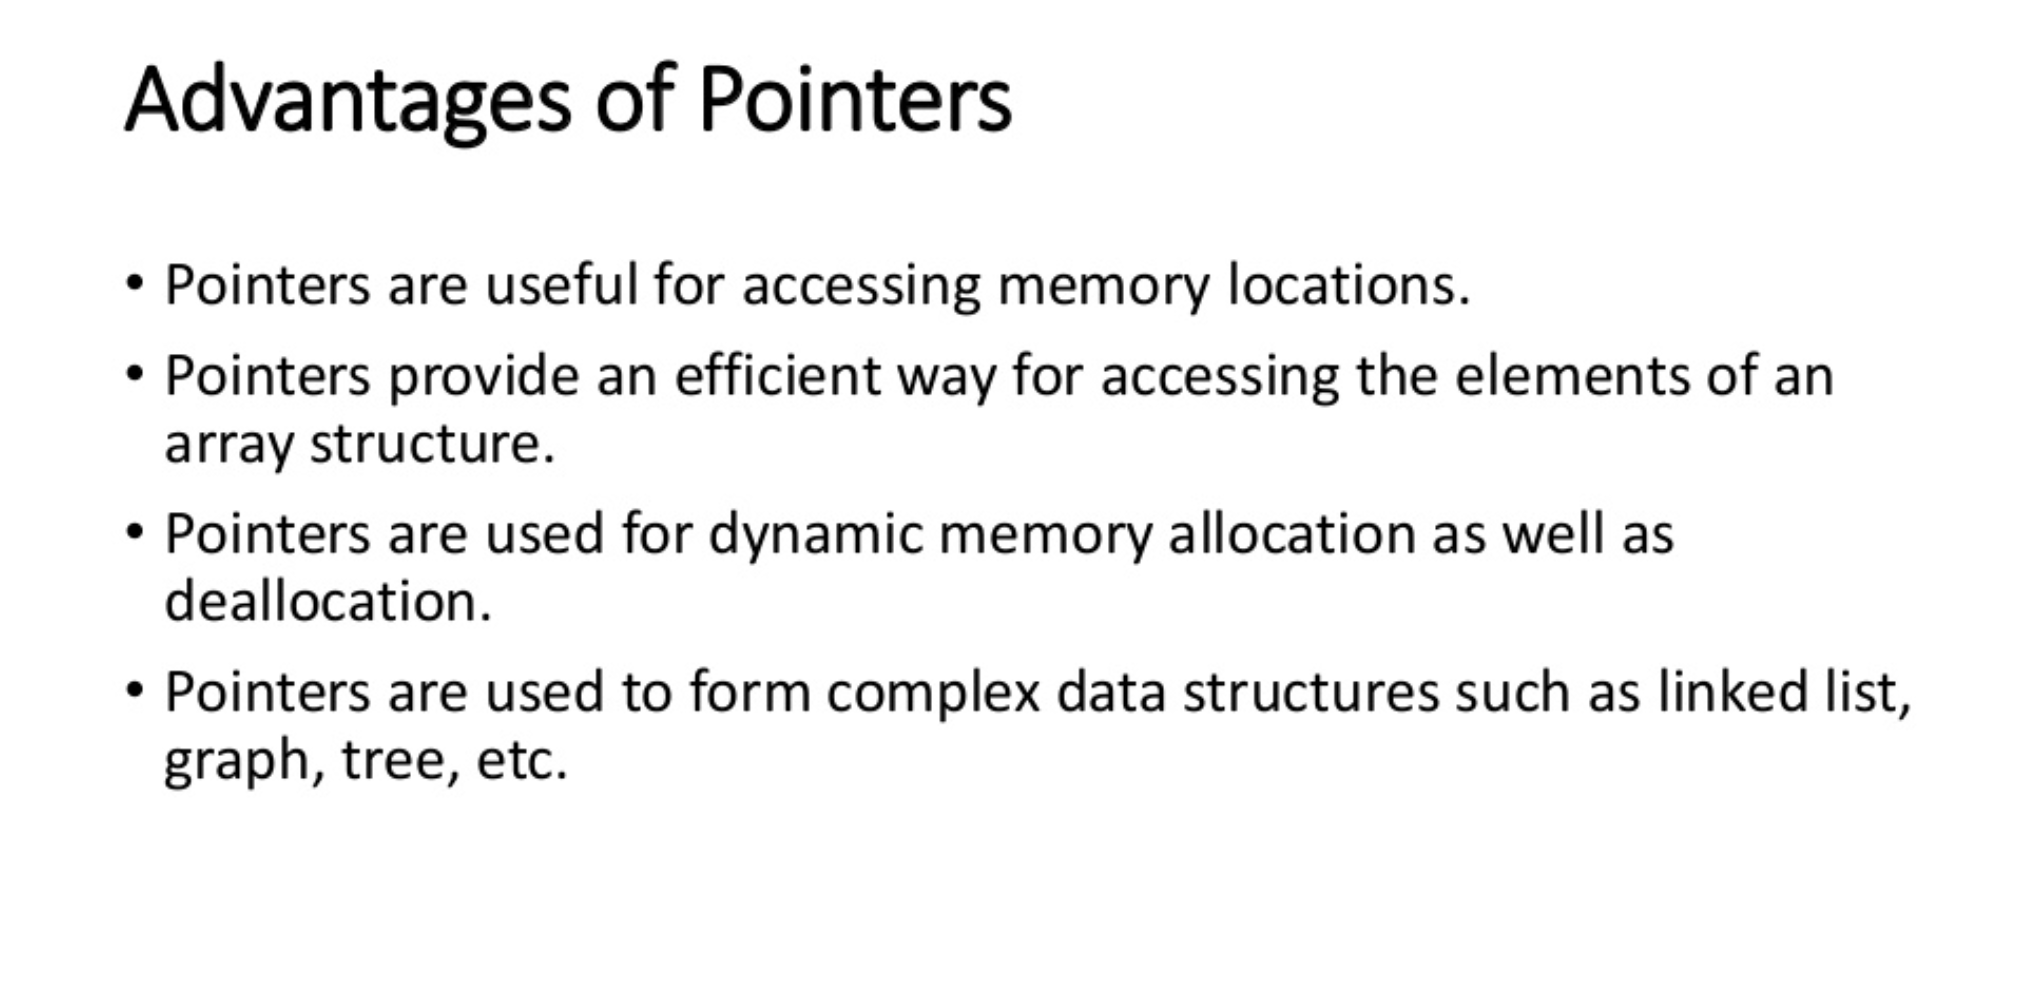 Advantages of Pointers
• Pointers are useful for accessing memory locations.
• Pointers provide an efficient way for accessing the elements of an
array structure.
• Pointers are used for dynamic memory allocation as well as
deallocation.
• Pointers are used to form complex data structures such as linked list,
graph, tree, etc.